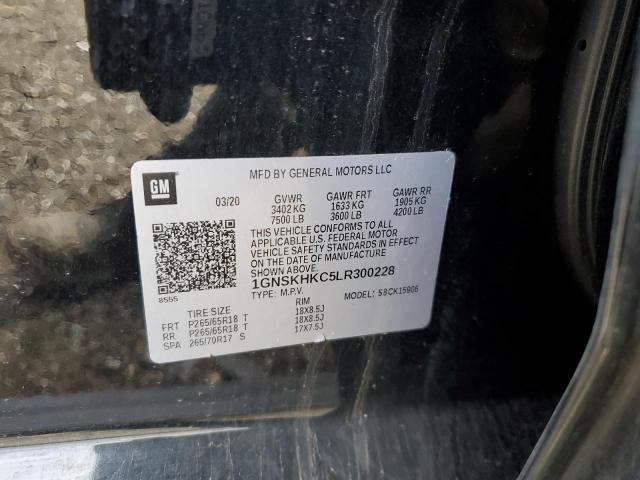 MFD BY GENERAL MOTORS LLC
GM
03/20 GVWR GAWR FRT GAWR RR
3402 KG 1633 KG 1905 KG
7500 LB 3600 LB 4200 LB
THIS VEHICLE CONFORMS TO ALL
APPLICABLE U.S. FEDERAL MOTOR
VEHICLE SAFETY STANDARDS IN EFFECT
ON THE DATE OF MANUFACTURE
SHOWN ABOVE.
1GNSKHKC5LR300228
8555
TYPE: M.P.V. MODEL: S8CK15906
TIRE SIZE RIM
FRT P265/65R18 T 18X8.5J
RR P265/65R18 T 18X8.5J
SPA 265/70R17 S 17X7.5J